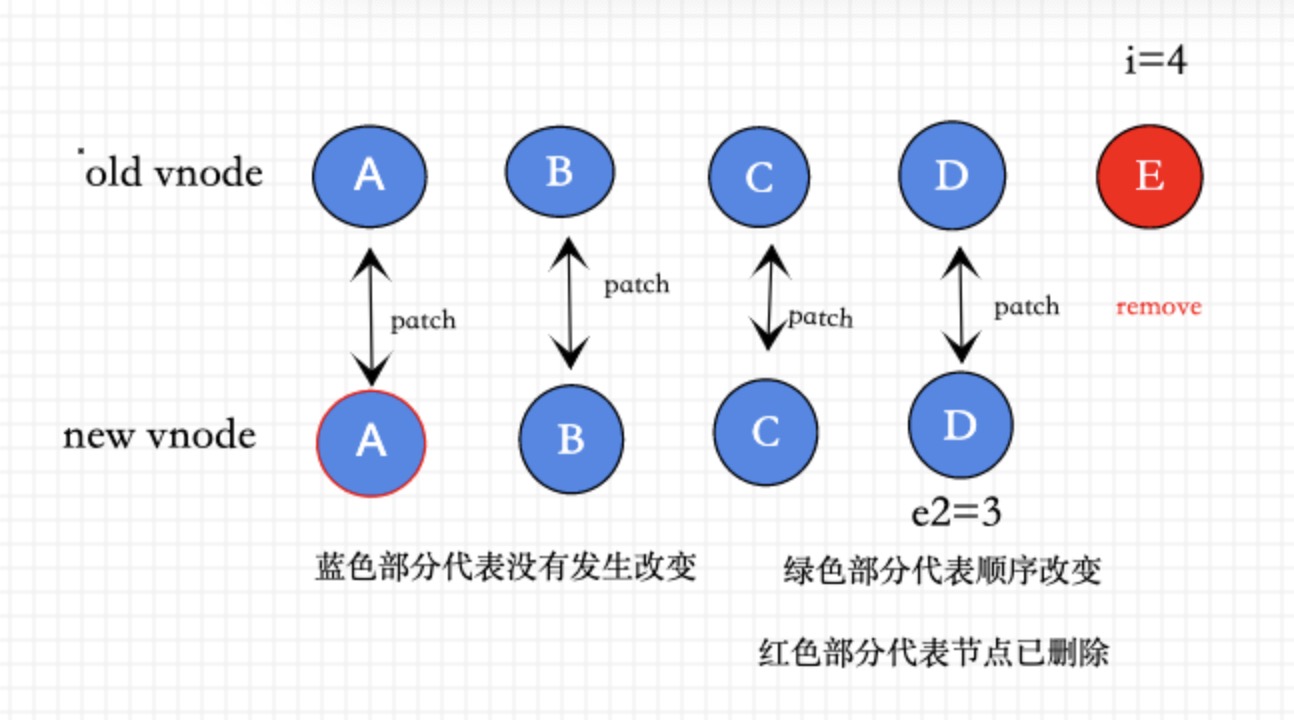 i=4
old vnode A B C D E
patch patch patch patch remove
new vnode A B C D
e2=3
蓝色部分代表没有发生改变 绿色部分代表顺序改变
红色部分代表节点已删除